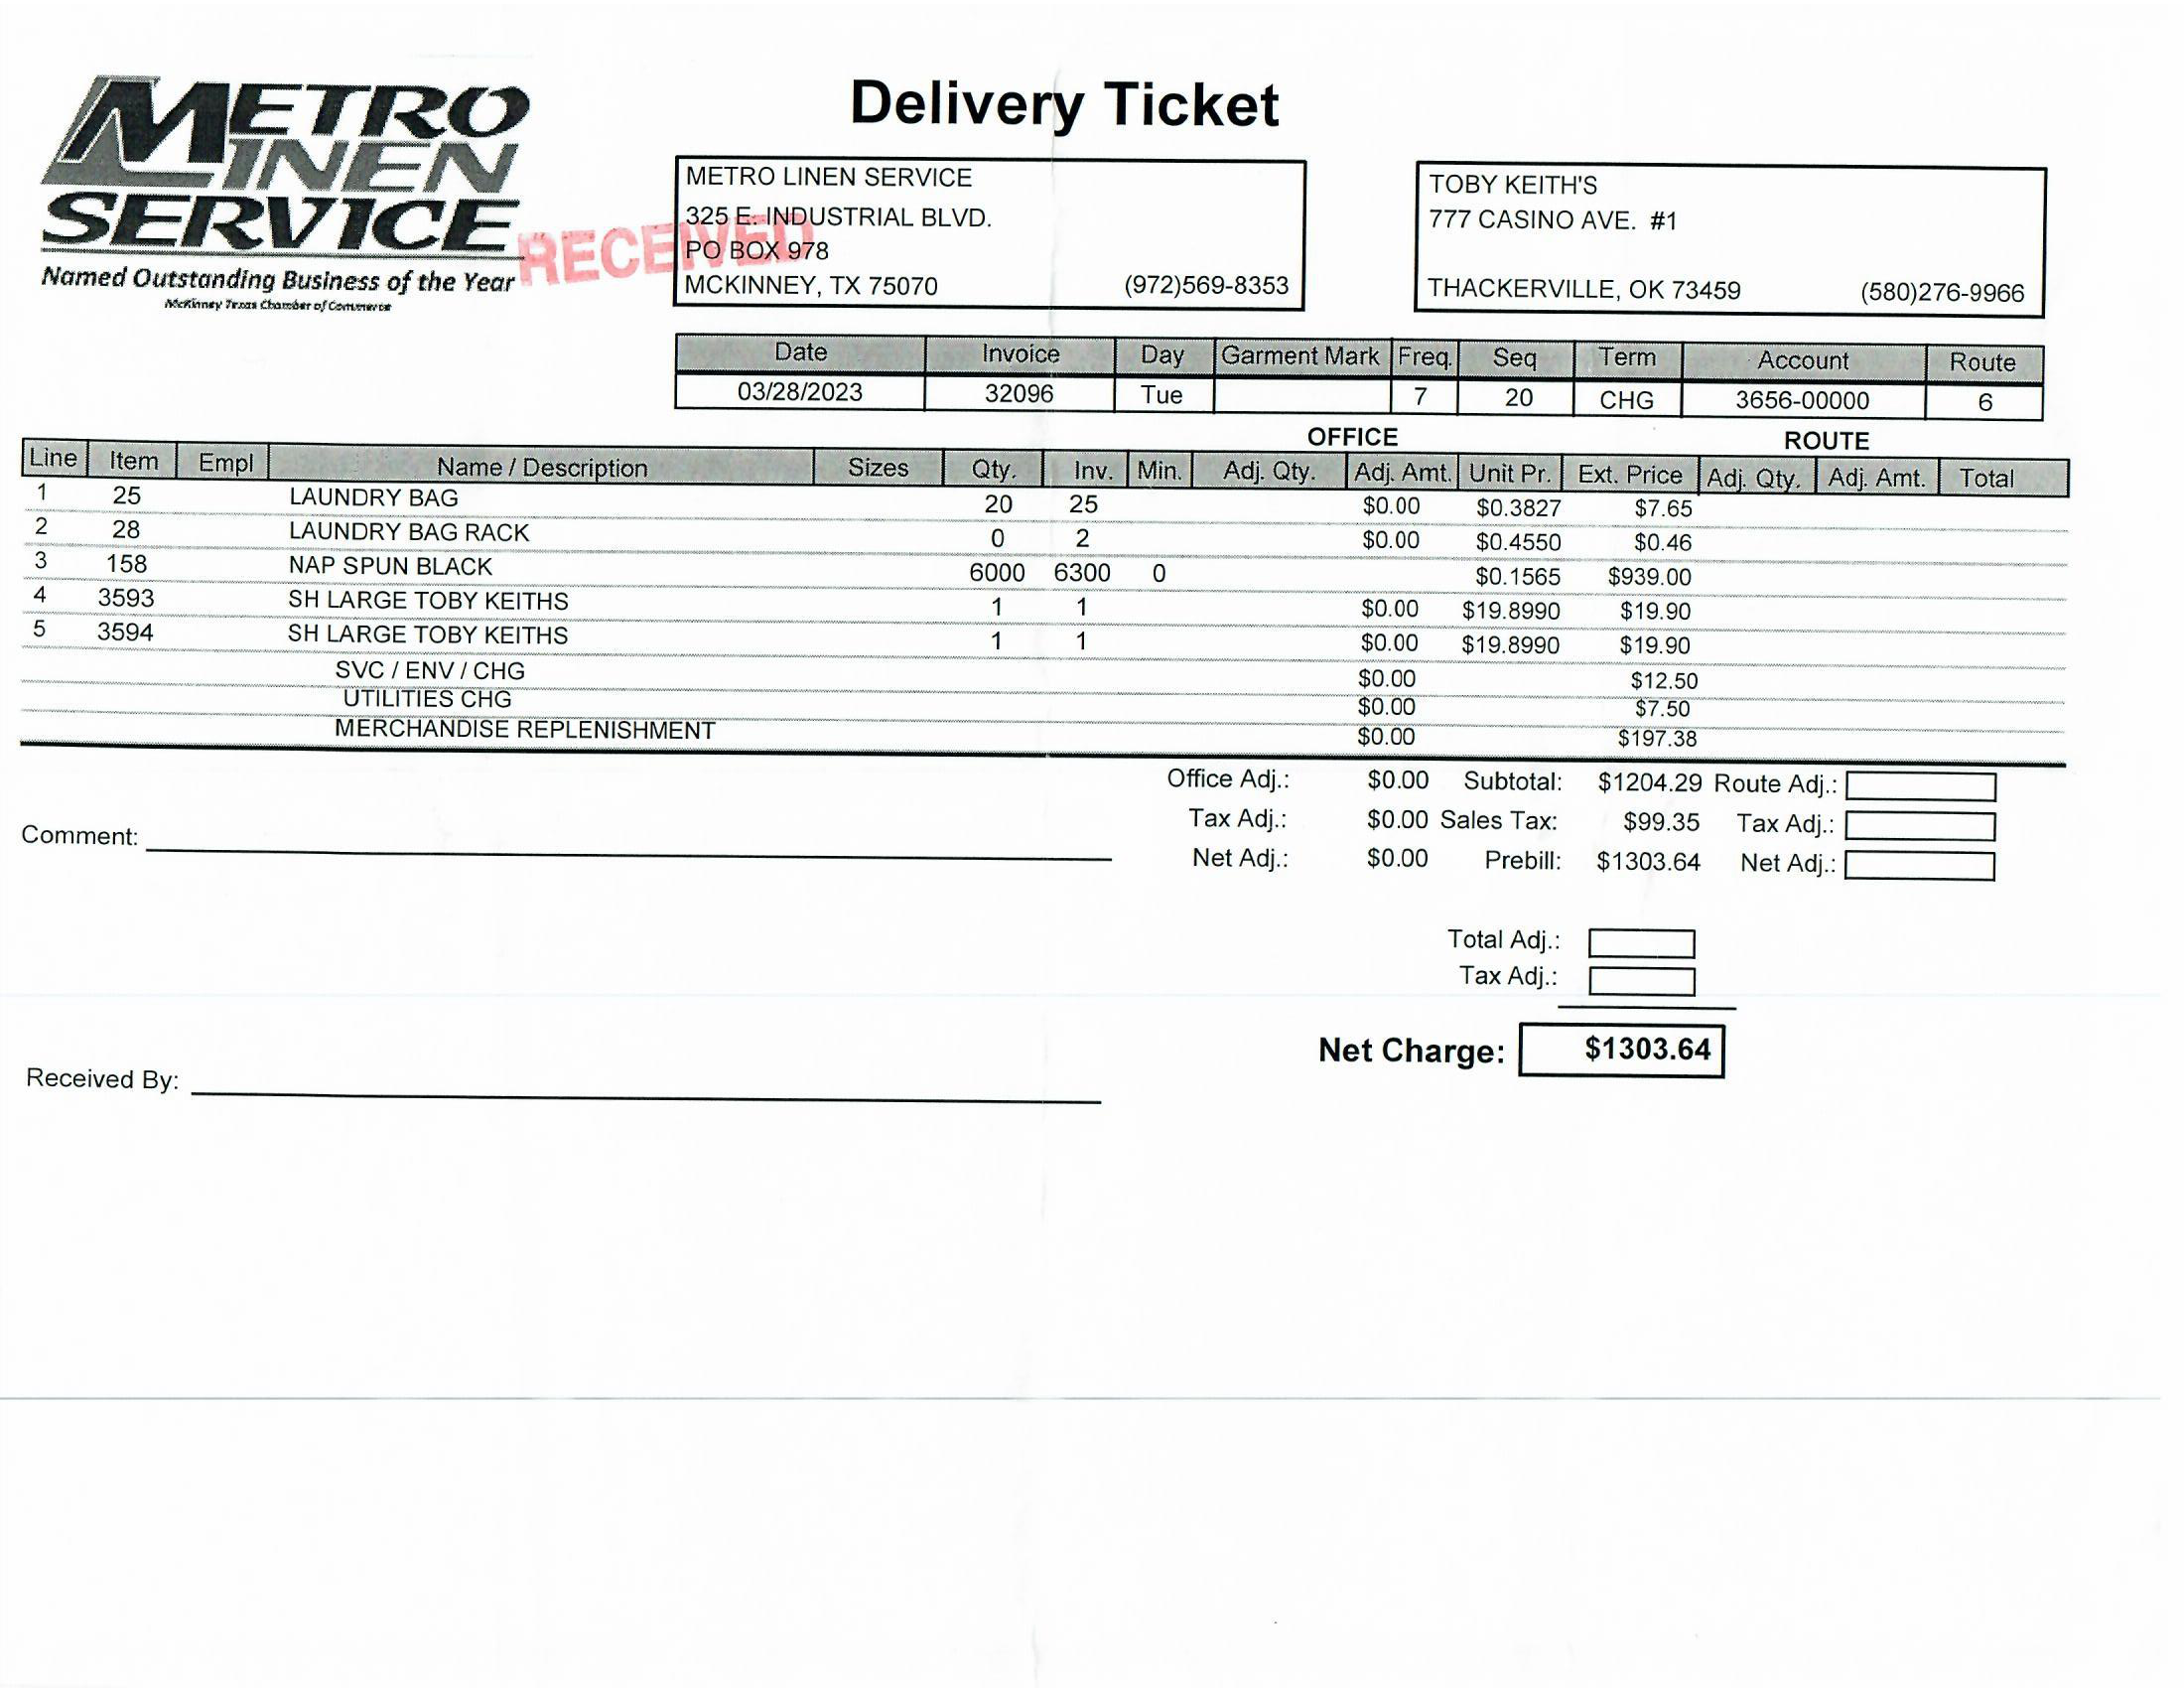 METRO
LINEN
SERVICE
Named Outstanding Business of the Year
McKinney Texas Chamber of Commerce
RECEIVED
Delivery Ticket
METRO LINEN SERVICE
325 E. INDUSTRIAL BLVD.
PO BOX 978
MCKINNEY, TX 75070 (972)569-8353
TOBY KEITH'S
777 CASINO AVE. #1
THACKERVILLE, OK 73459 (580)276-9966
Date Invoice Day Garment Mark Freq. Seq Term Account Route
03/28/2023 32096 Tue 7 20 CHG 3656-00000 6
OFFICE ROUTE
Line Item Empl Name / Description Sizes Qty. Inv. Min. Adj. Qty. Adj. Amt. Unit Pr. Ext. Price Adj. Qty. Adj. Amt. Total
1 25 LAUNDRY BAG 20 25 $0.00 $0.3827 $7.65
2 28 LAUNDRY BAG RACK 0 2 $0.00 $0.4550 $0.46
3 158 NAP SPUN BLACK 6000 6300 0 $0.1565 $939.00
4 3593 SH LARGE TOBY KEITHS 1 1 $0.00 $19.8990 $19.90
5 3594 SH LARGE TOBY KEITHS 1 1 $0.00 $19.8990 $19.90
SVC / ENV / CHG $0.00 $12.50
UTILITIES CHG $0.00 $7.50
MERCHANDISE REPLENISHMENT $0.00 $197.38
Office Adj.: $0.00 Subtotal: $1204.29 Route Adj.:
Tax Adj.: $0.00 Sales Tax: $99.35 Tax Adj.:
Comment:
Net Adj.: $0.00 Prebill: $1303.64 Net Adj.:
Total Adj.:
Tax Adj.:
Net Charge: $1303.64
Received By: